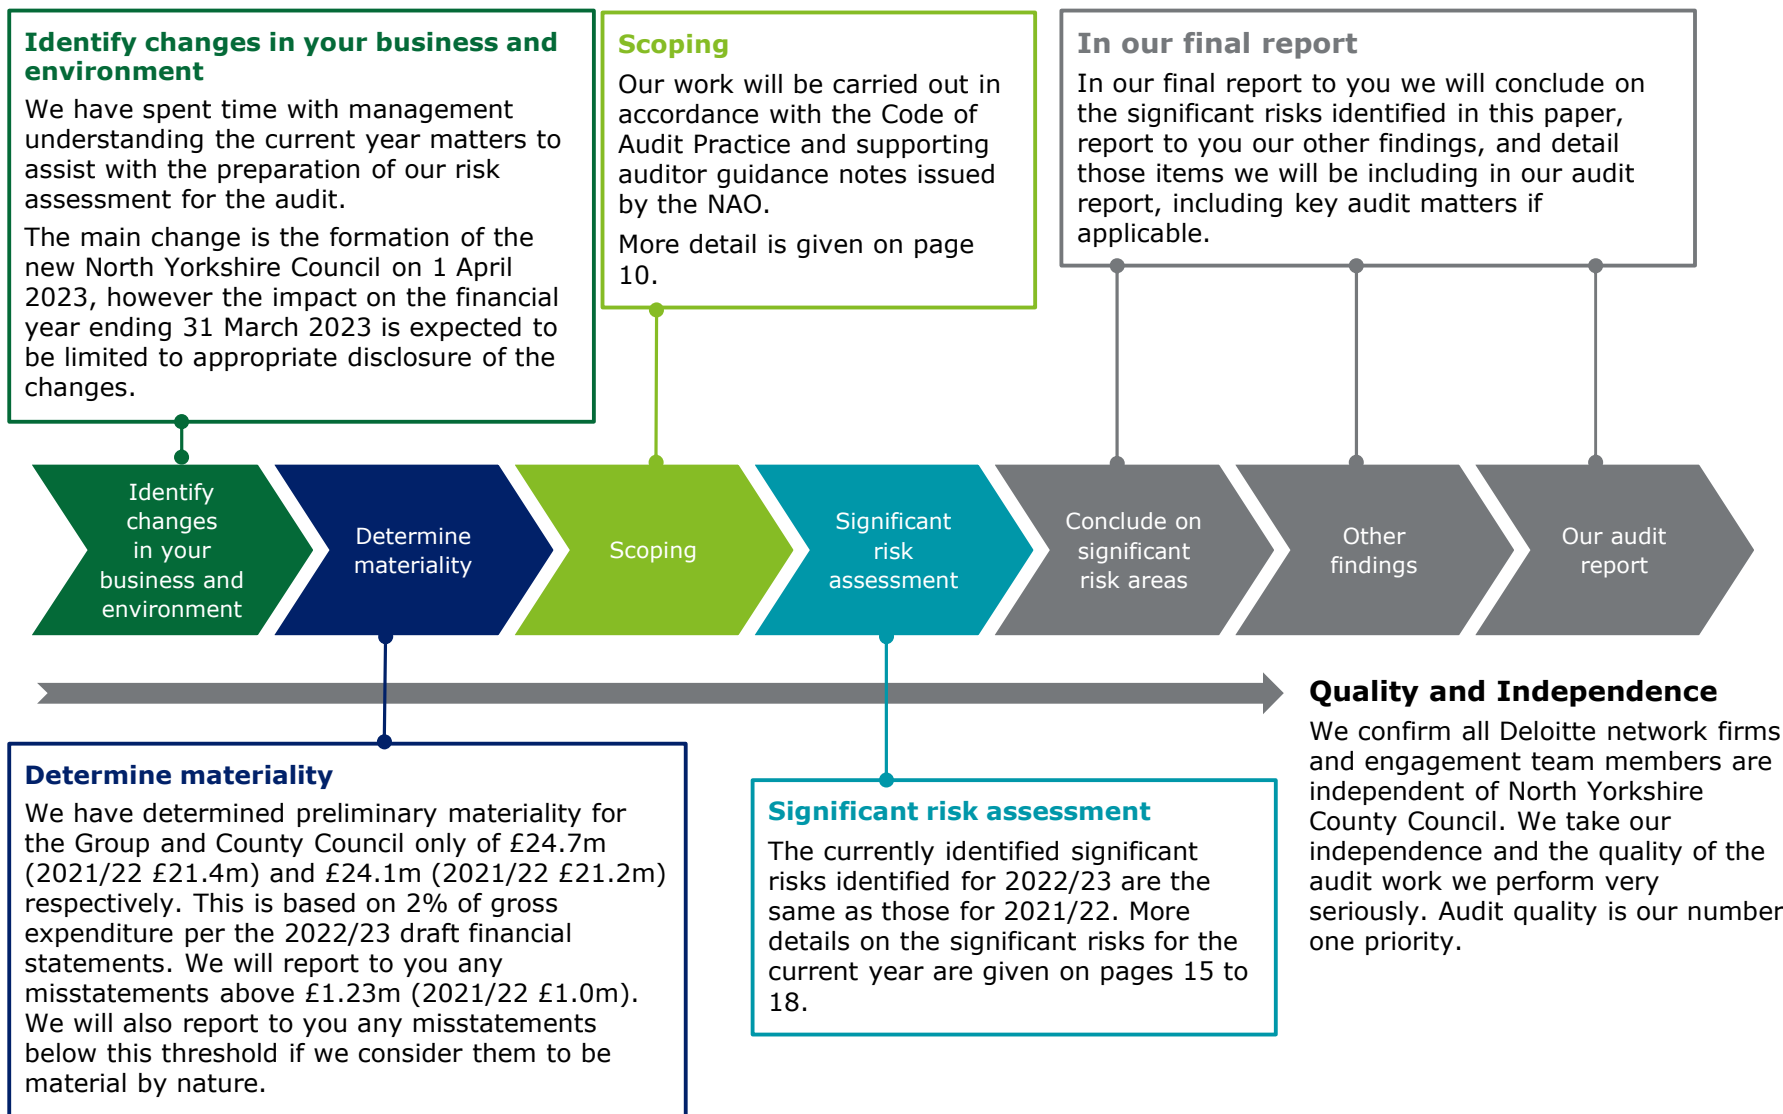 Identify changes in your business and
environment
We have spent time with management
understanding the current year matters to
assist with the preparation of our risk
assessment for the audit.
The main change is the formation of the
new North Yorkshire Council on 1 April
2023, however the impact on the financial
year ending 31 March 2023 is expected to
be limited to appropriate disclosure of the
changes.
Scoping
Our work will be carried out in
accordance with the Code of
Audit Practice and supporting
auditor guidance notes issued
by the NAO.
More detail is given on page
10.
In our final report
In our final report to you we will conclude on
the significant risks identified in this paper,
report to you our other findings, and detail
those items we will be including in our audit
report, including key audit matters if
applicable.
Identify
changes
in your
business and
environment
Determine
materiality
Scoping
Significant
risk
assessment
Conclude on
significant
risk areas
Other
findings
Our audit
report
Determine materiality
We have determined preliminary materiality for
the Group and County Council only of £24.7m
(2021/22 £21.4m) and £24.1m (2021/22 £21.2m)
respectively. This is based on 2% of gross
expenditure per the 2022/23 draft financial
statements. We will report to you any
misstatements above £1.23m (2021/22 £1.0m).
We will also report to you any misstatements
below this threshold if we consider them to be
material by nature.
Significant risk assessment
The currently identified significant
risks identified for 2022/23 are the
same as those for 2021/22. More
details on the significant risks for the
current year are given on pages 15 to
18.
Quality and Independence
We confirm all Deloitte network firms
and engagement team members are
independent of North Yorkshire
County Council. We take our
independence and the quality of the
audit work we perform very
seriously. Audit quality is our number
one priority.